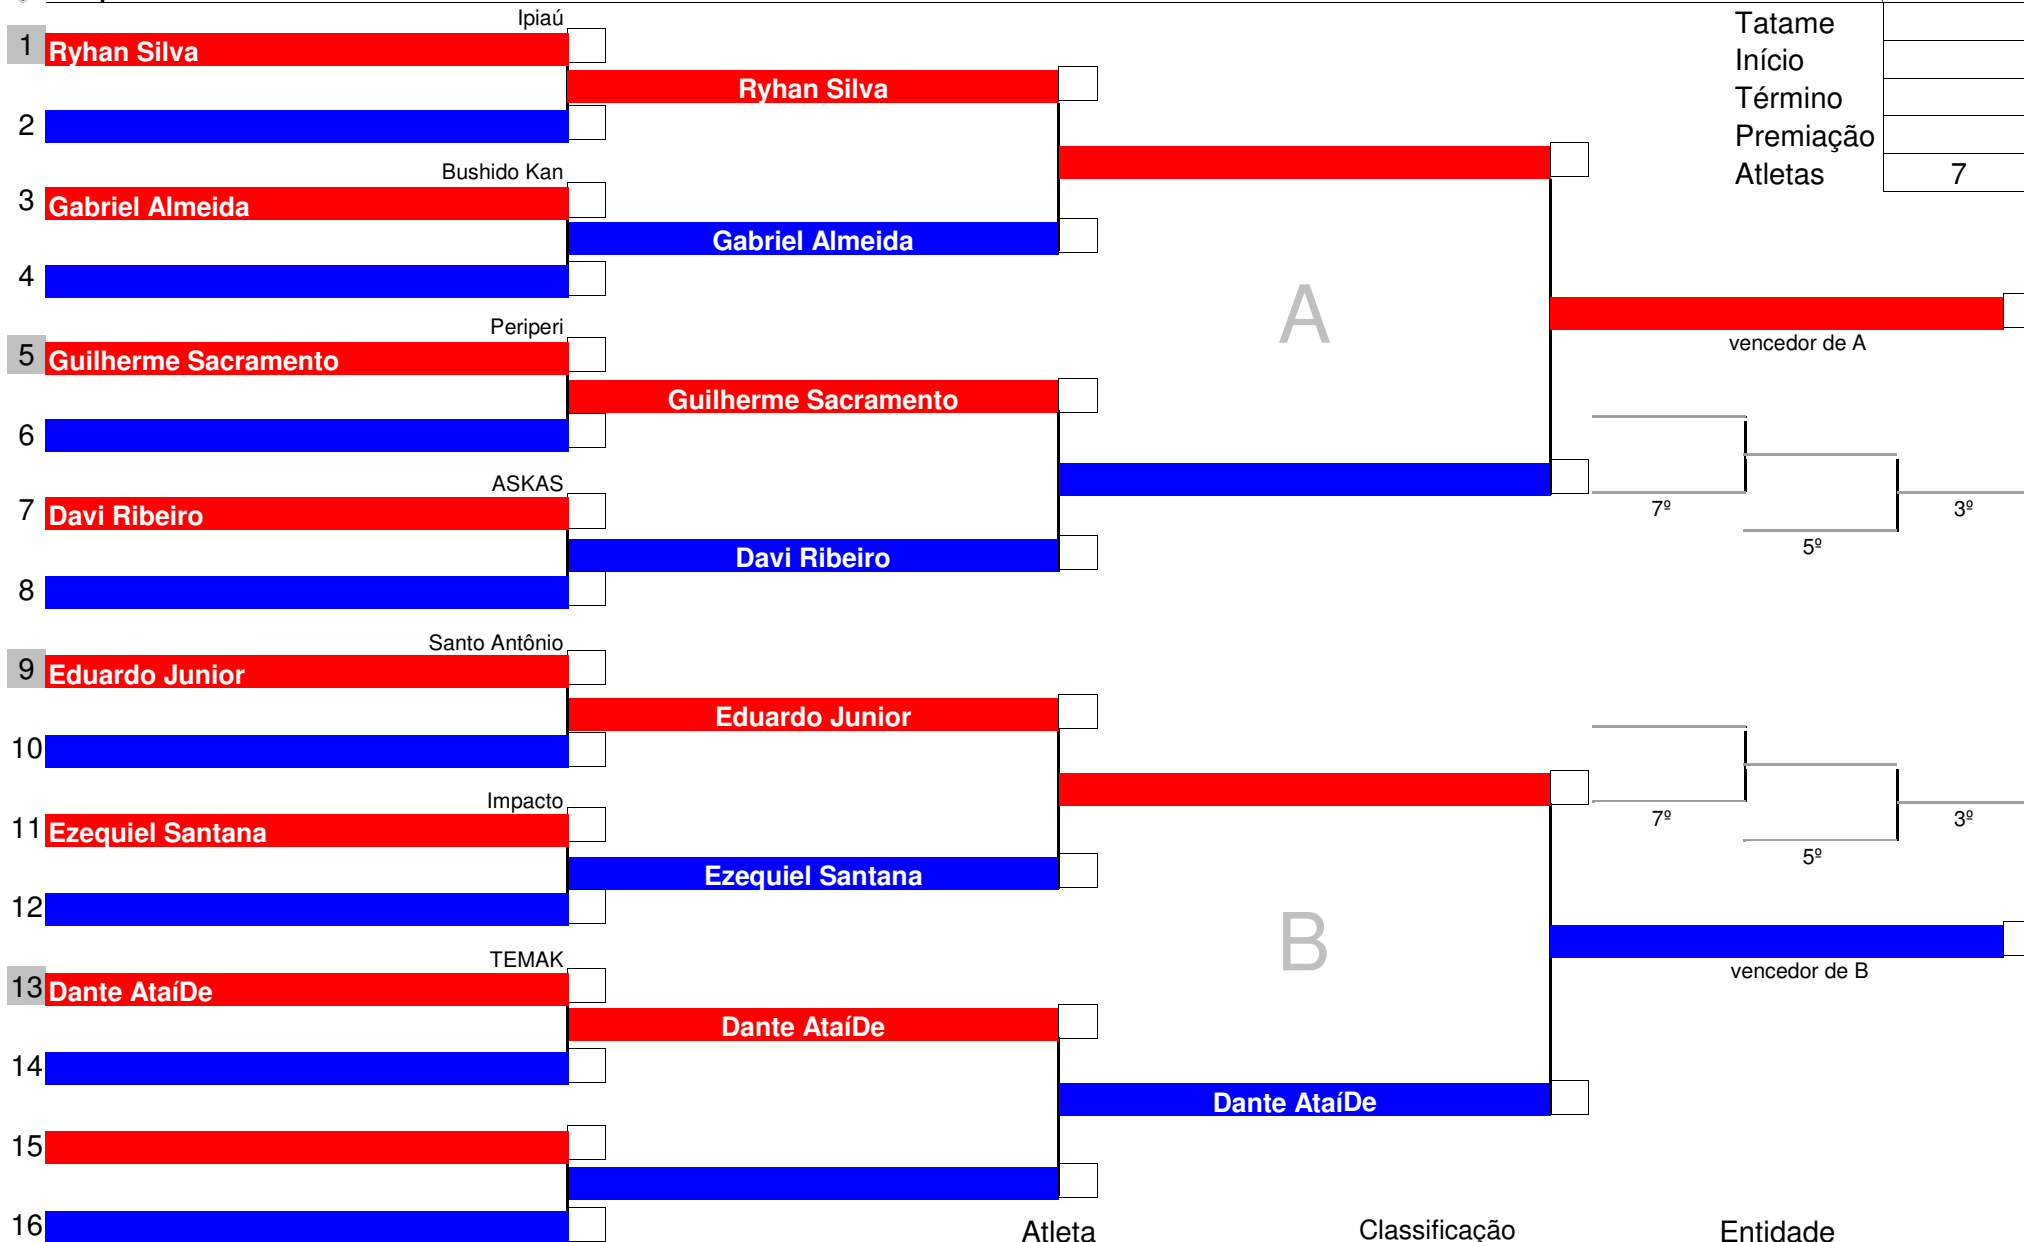 Ipiaú
Tatame
1 Ryhan Silva
Início
Ryhan Silva
Término
2
Premiação
Bushido Kan
Atletas 7
3 Gabriel Almeida
Gabriel Almeida
4
A
Periperi
vencedor de A
5 Guilherme Sacramento
Guilherme Sacramento
6
ASKAS
7º 3º
7 Davi Ribeiro
5º
Davi Ribeiro
8
Santo Antônio
9 Eduardo Junior
Eduardo Junior
10
Impacto
7º 3º
11 Ezequiel Santana
5º
Ezequiel Santana
12
B
TEMAK
vencedor de B
13 Dante AtaíDe
Dante AtaíDe
14
Dante AtaíDe
15
16
Atleta Classificação Entidade